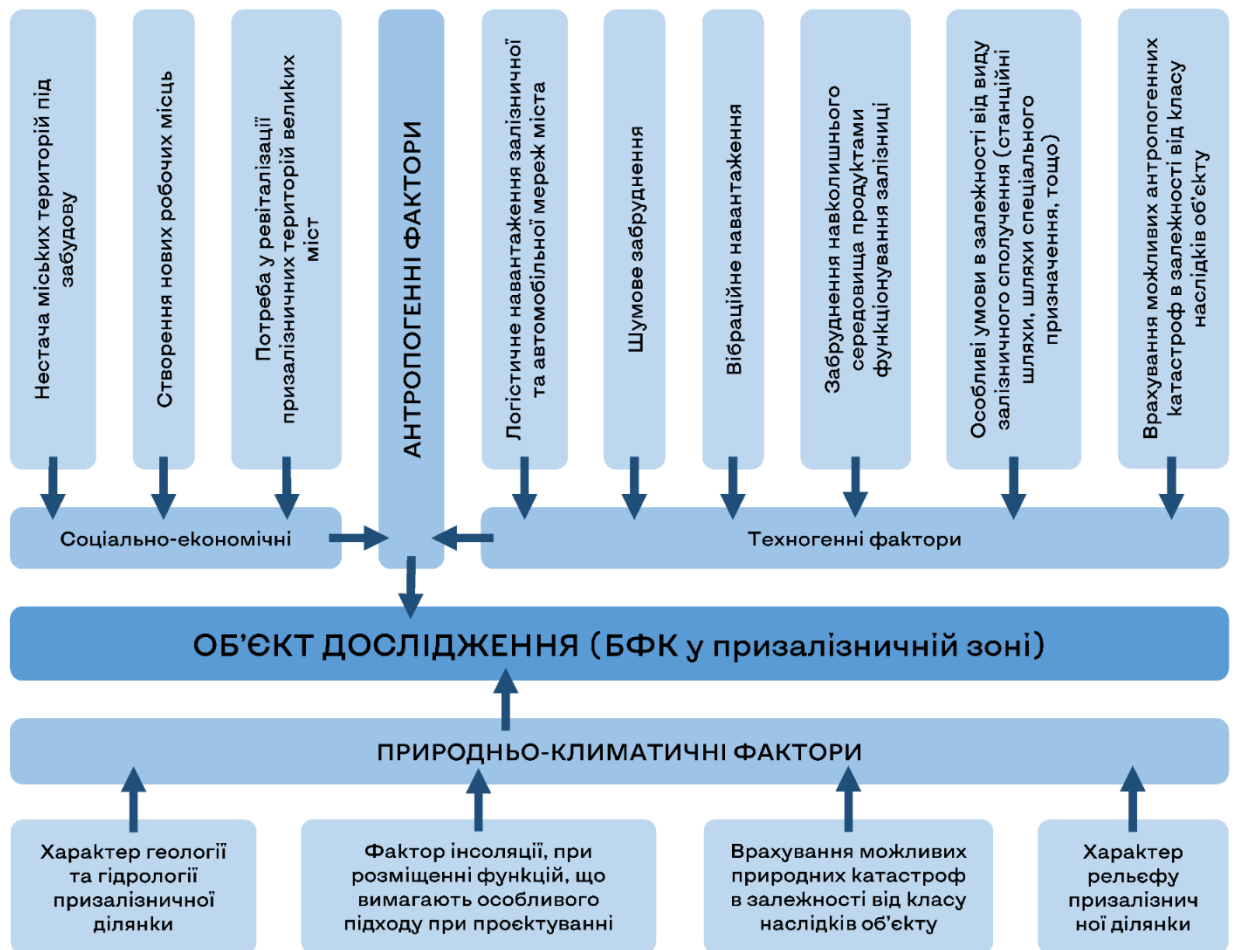 Нестача міських територій під
забудову
Створення нових робочих місць
Потреба у ревіталізації
призалізничних територій великих
міст
АНТРОПОГЕННІ ФАКТОРИ
Логістичне навантаження залізничної
та автомобільної мереж міста
Шумове забруднення
Вібраційне навантаження
Забруднення навколишнього
середовища продуктами
функціонування залізниці
Особливі умови в залежності від виду
залізничного сполучення (станційні
шляхи, шляхи спеціального
призначення, тощо)
Врахування можливих антропогенних
катастроф в залежності від класу
наслідків об’єкту
Соціально-економічні
Техногенні фактори
ОБ’ЄКТ ДОСЛІДЖЕННЯ (БФК у призалізничній зоні)
ПРИРОДНЬО-КЛИМАТИЧНІ ФАКТОРИ
Характер геології
та гідрології
призалізничної
ділянки
Фактор інсоляції, при
розміщенні функцій, що
вимагають особливого
підходу при проєктуванні
Врахування можливих
природних катастроф
в залежності від класу
наслідків об’єкту
Характер
рельєфу
призалізнич
ної ділянки